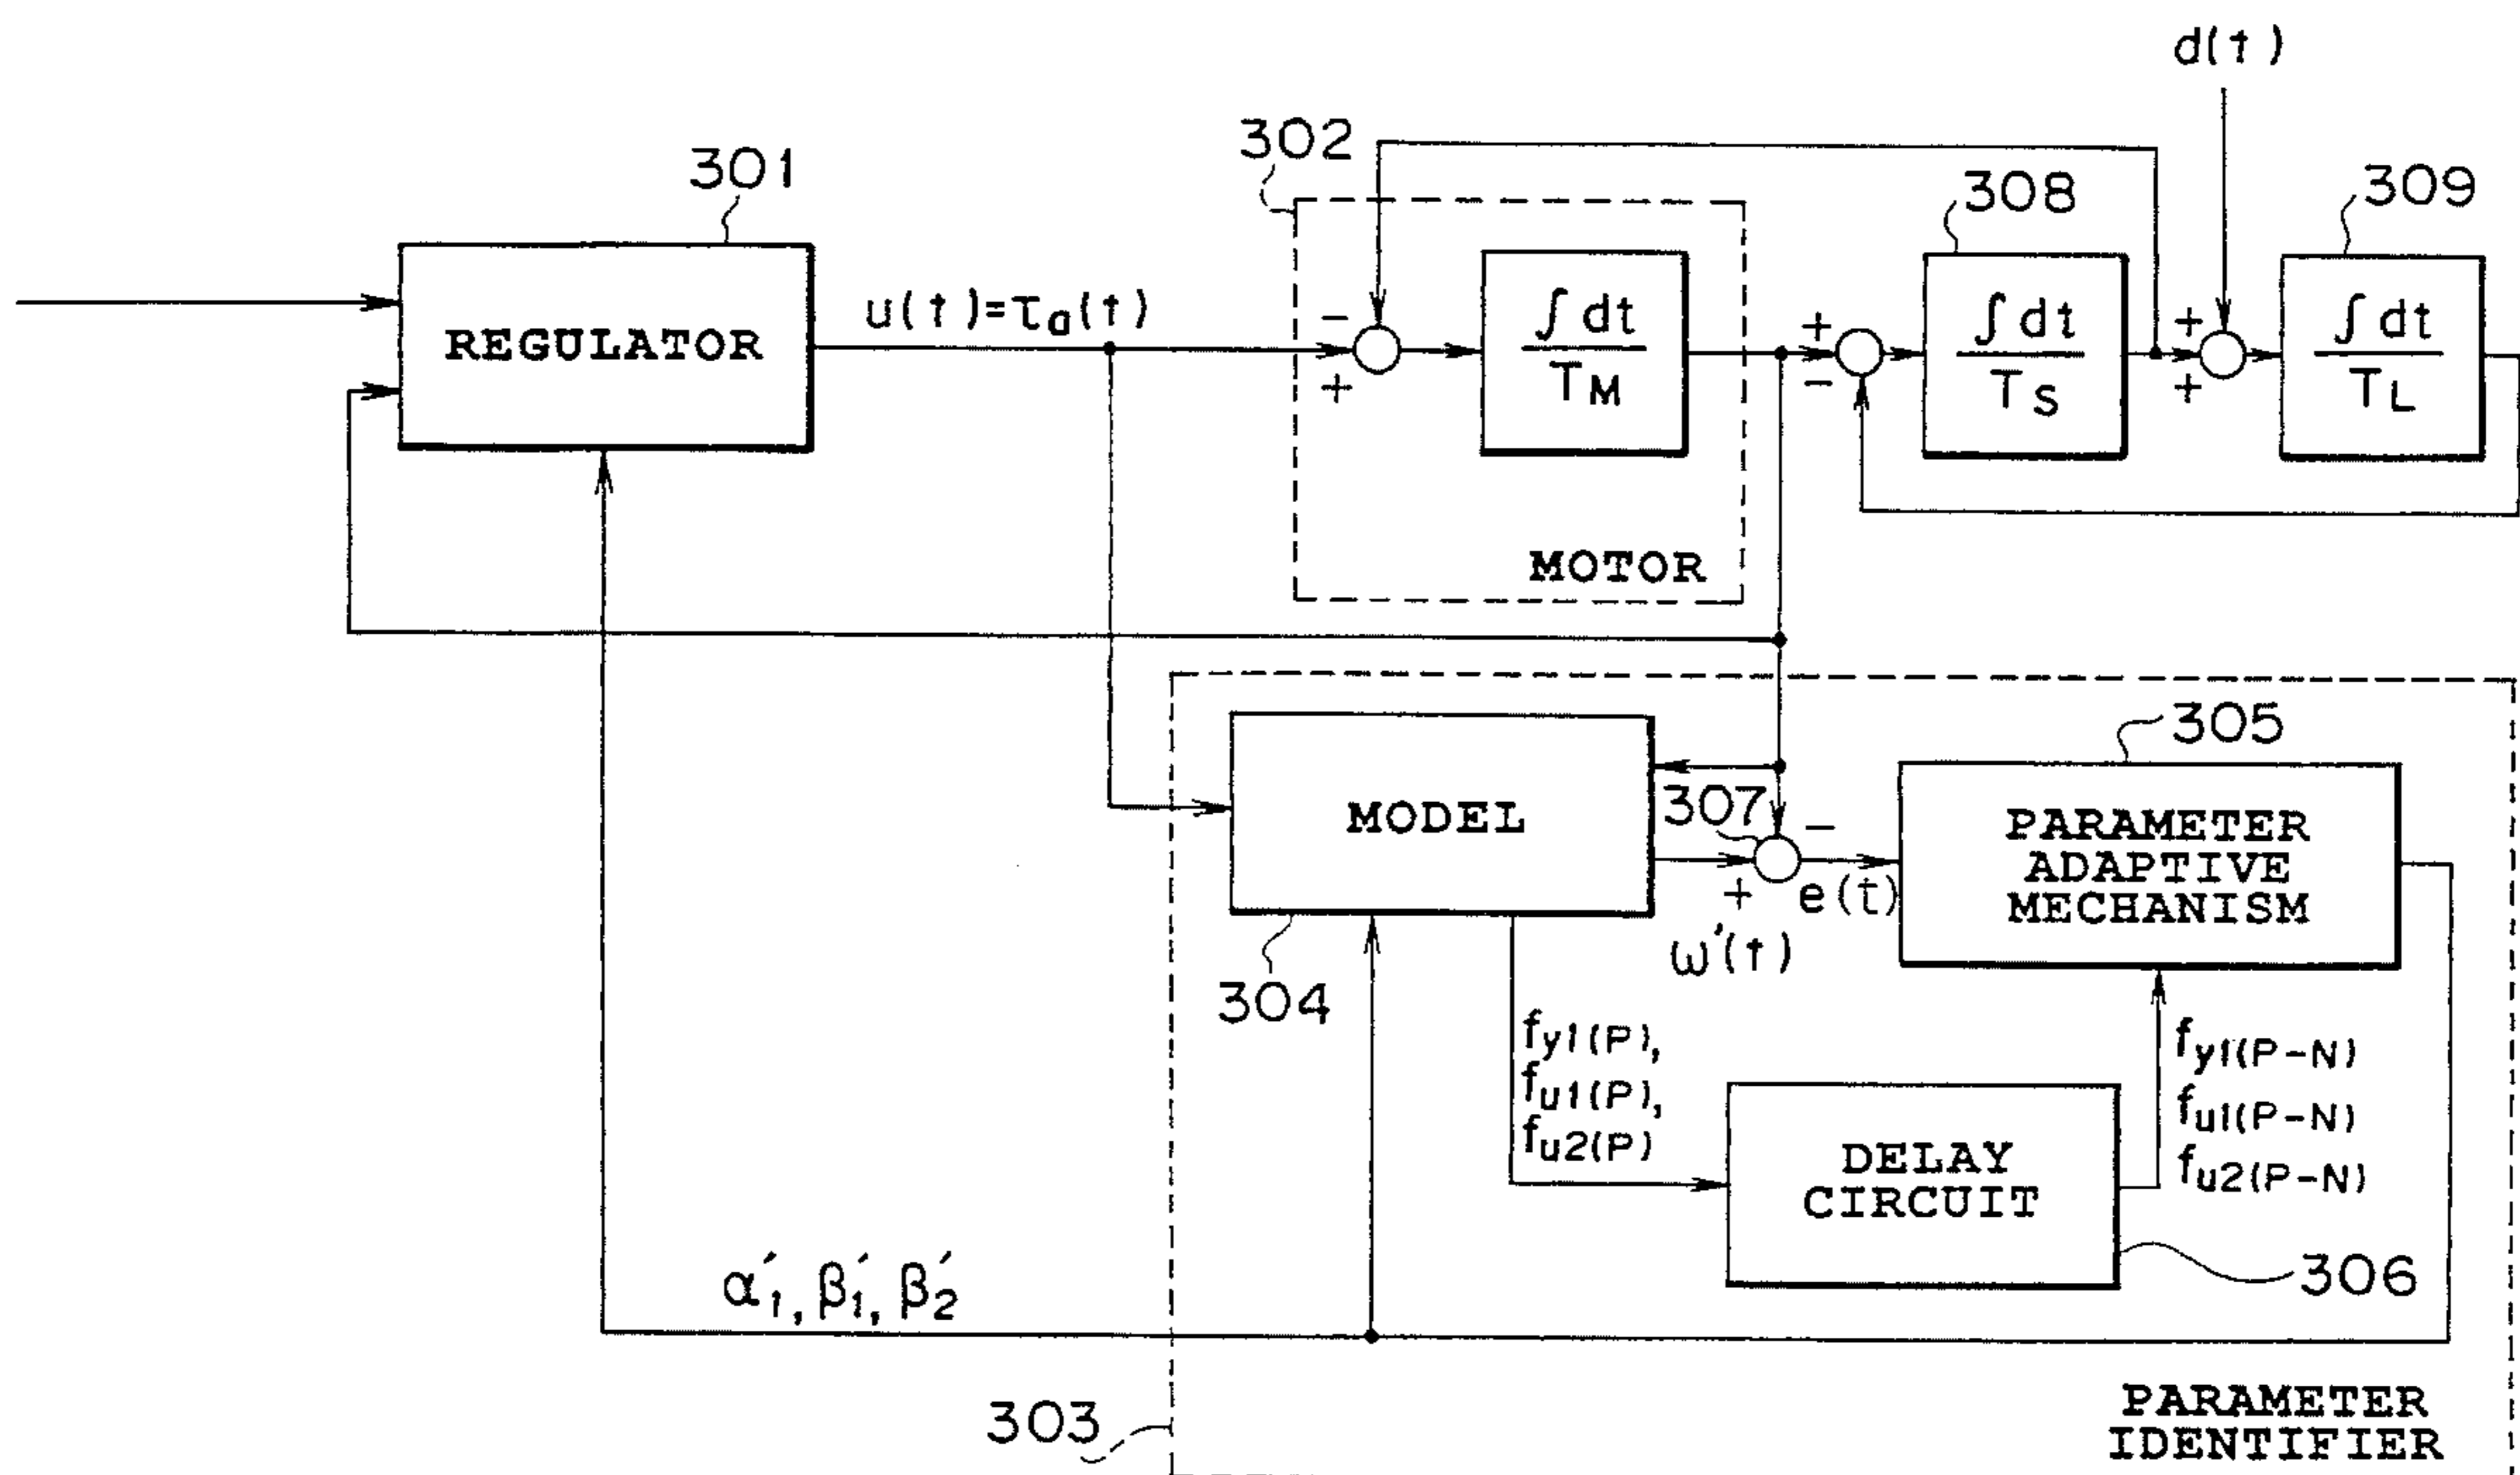 d(t)
302
301
308
309
REGULATOR
u(t)=τa(t)
-
+
∫dt
TM
+
-
∫dt
TS
+
+
∫dt
TL
MOTOR
305
MODEL
307
-
+
e(t)
ω'(t)
PARAMETER
ADAPTIVE
MECHANISM
304
fy1(P),
fu1(P),
fu2(P)
fy1(P-N)
fu1(P-N)
fu2(P-N)
DELAY
CIRCUIT
306
α'1, β'1, β'2
303
PARAMETER
IDENTIFIER